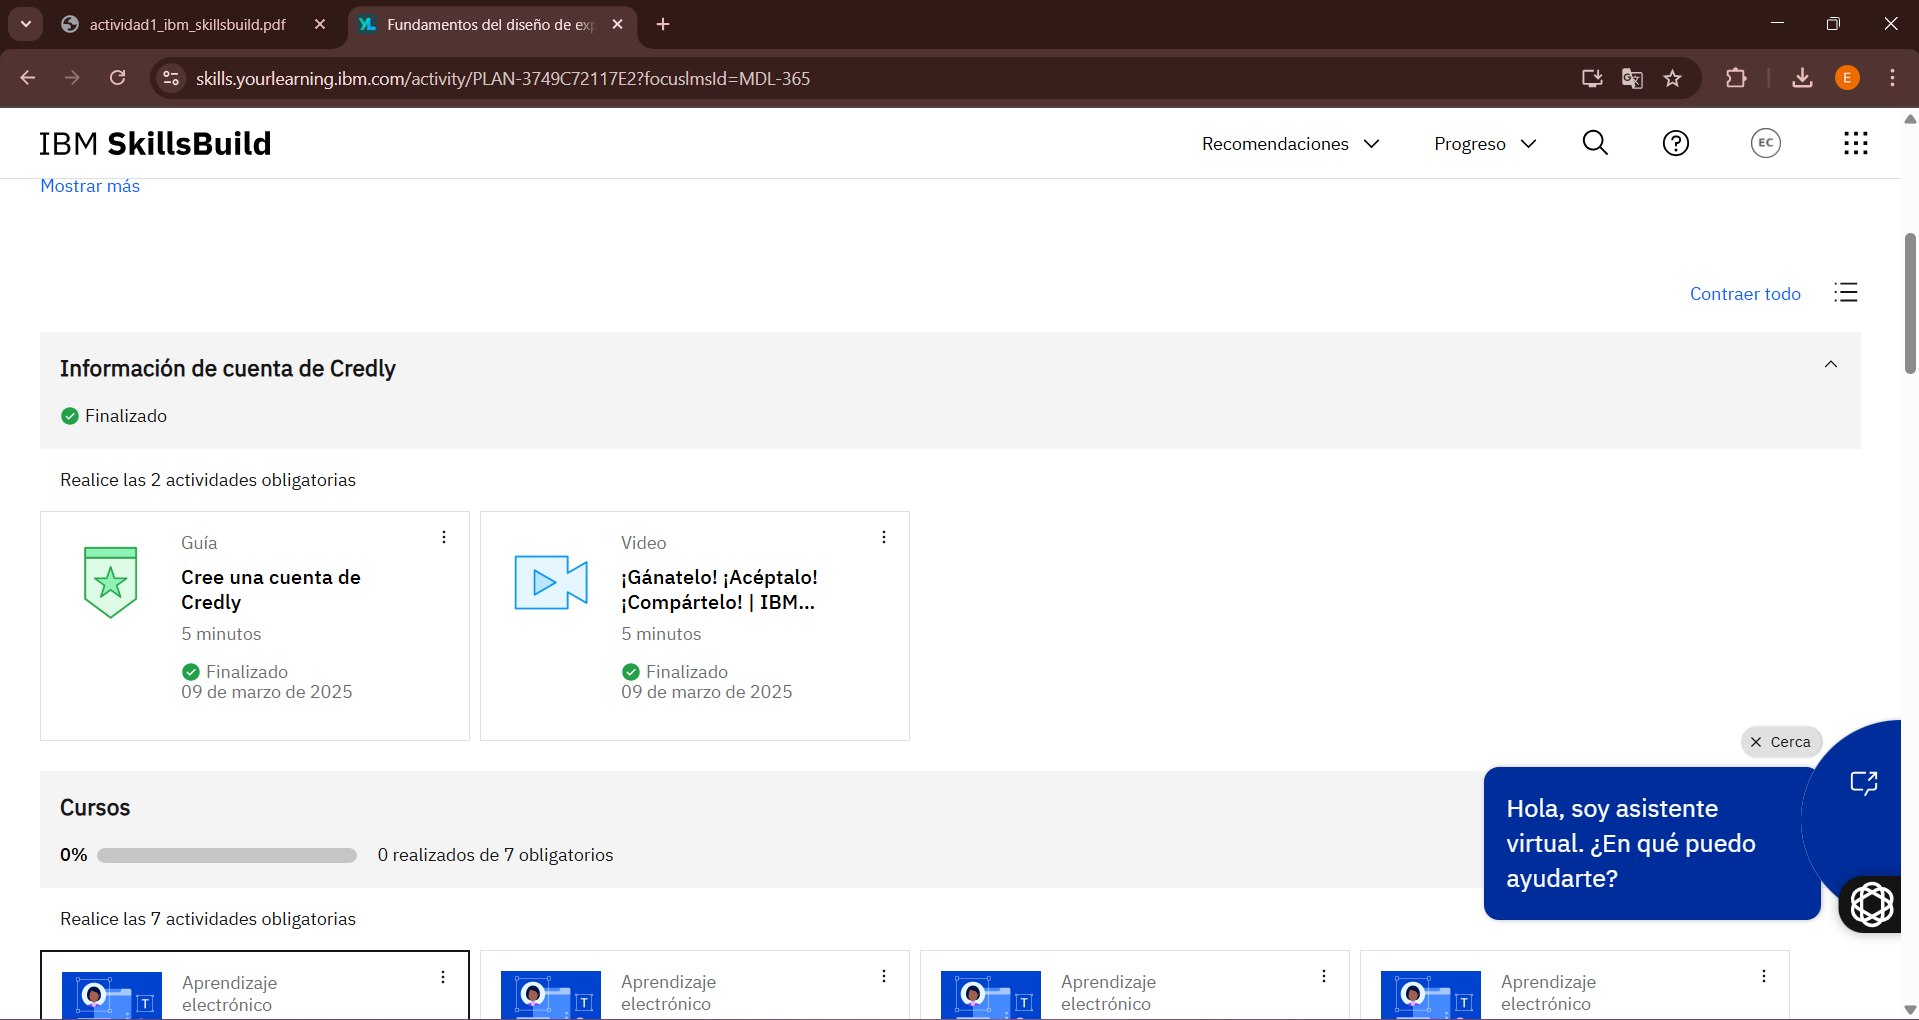 actividad1_ibm_skillsbuild.pdf
Fundamentos del diseño de exp
skills.yourlearning.ibm.com/activity/PLAN-3749C72117E2?focuslmsId=MDL-365
E
IBM SkillsBuild
Recomendaciones
Progreso
EC
Mostrar más
Contraer todo
Información de cuenta de Credly
Finalizado
Realice las 2 actividades obligatorias
Guía
Cree una cuenta de
Credly
5 minutos
Finalizado
09 de marzo de 2025
Video
¡Gánatelo! ¡Acéptalo!
¡Compártelo! | IBM...
5 minutos
Finalizado
09 de marzo de 2025
Cerca
Hola, soy asistente
virtual. ¿En qué puedo
ayudarte?
Cursos
0%
0 realizados de 7 obligatorios
Realice las 7 actividades obligatorias
T
Aprendizaje
electrónico
T
Aprendizaje
electrónico
T
Aprendizaje
electrónico
T
Aprendizaje
electrónico